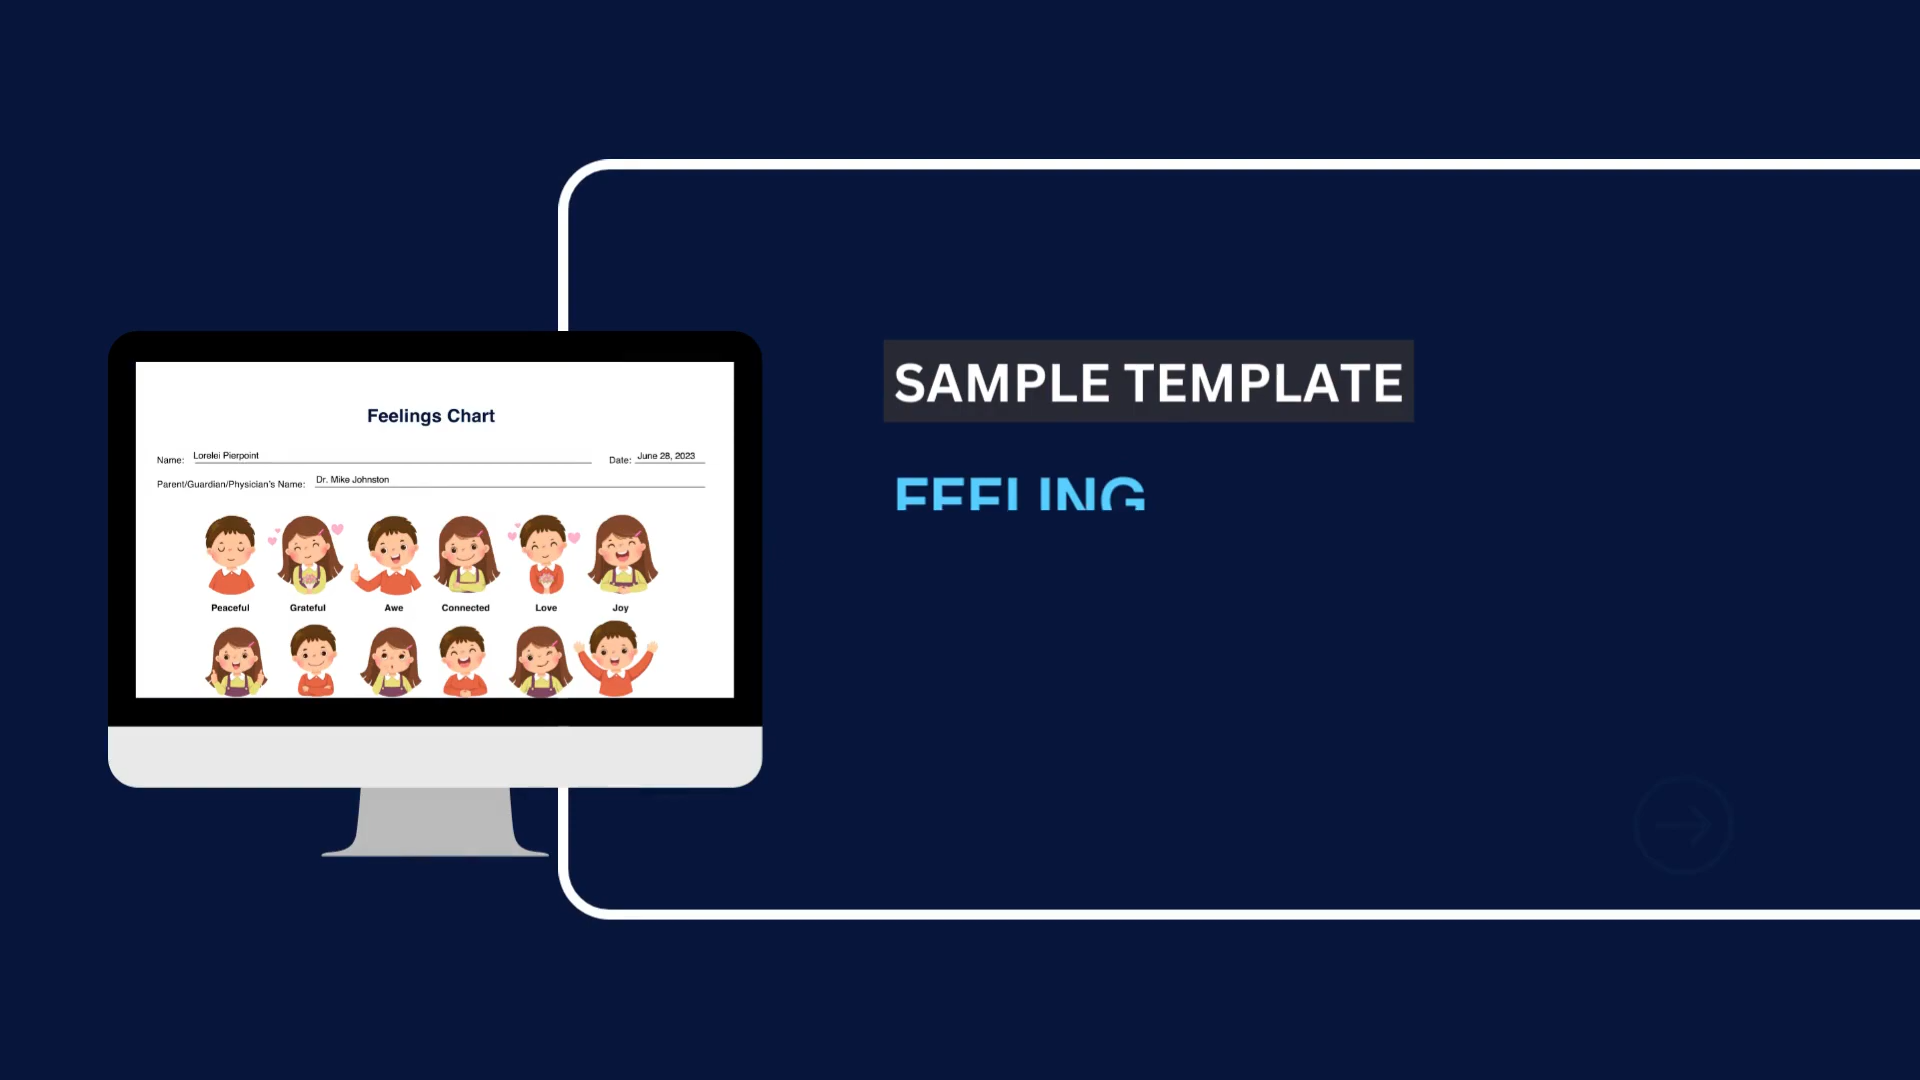 SAMPLE TEMPLATE
FEELING
Feelings Chart
Name: Lorelei Pierpoint Date: June 28, 2023
Parent/Guardian/Physician's Name: Dr. Mike Johnston
Peaceful Grateful Awe Connected Love Joy